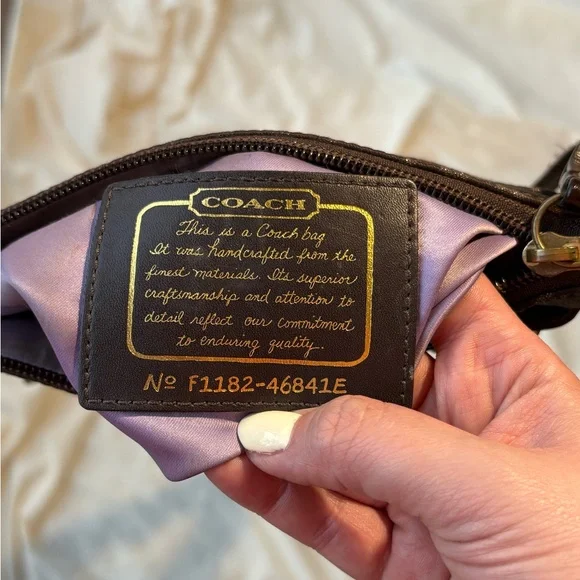 COACH
This is a Coach bag
It was handcrafted from the
finest materials. Its superior
craftsmanship and attention to
detail reflect our commitment
to enduring quality.
No F1182-46841E